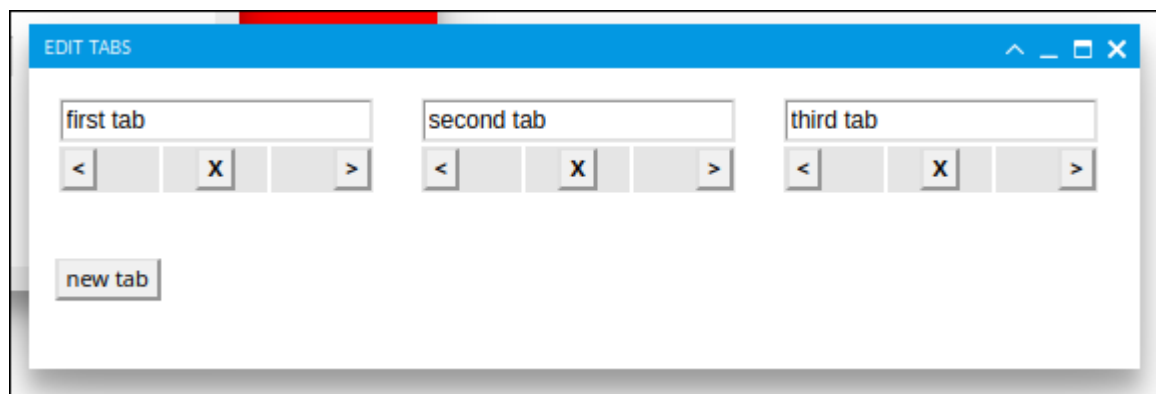 EDIT TABS
first tab second tab third tab
< X > < X > < X >
new tab